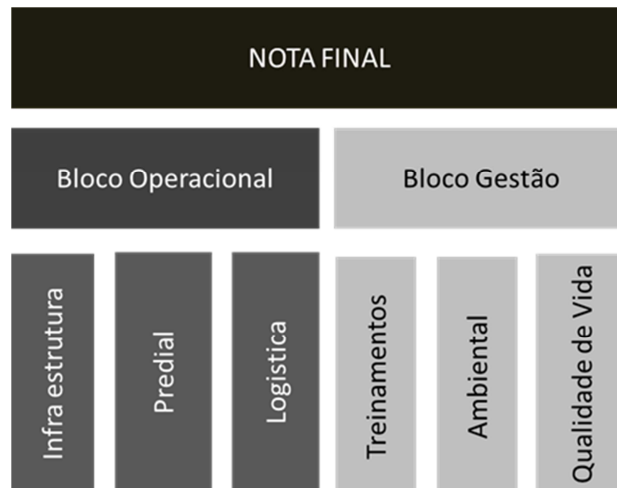 NOTA FINAL
Bloco Operacional
Bloco Gestão
Infra estrutura
Predial
Logistica
Treinamentos
Ambiental
Qualidade de Vida